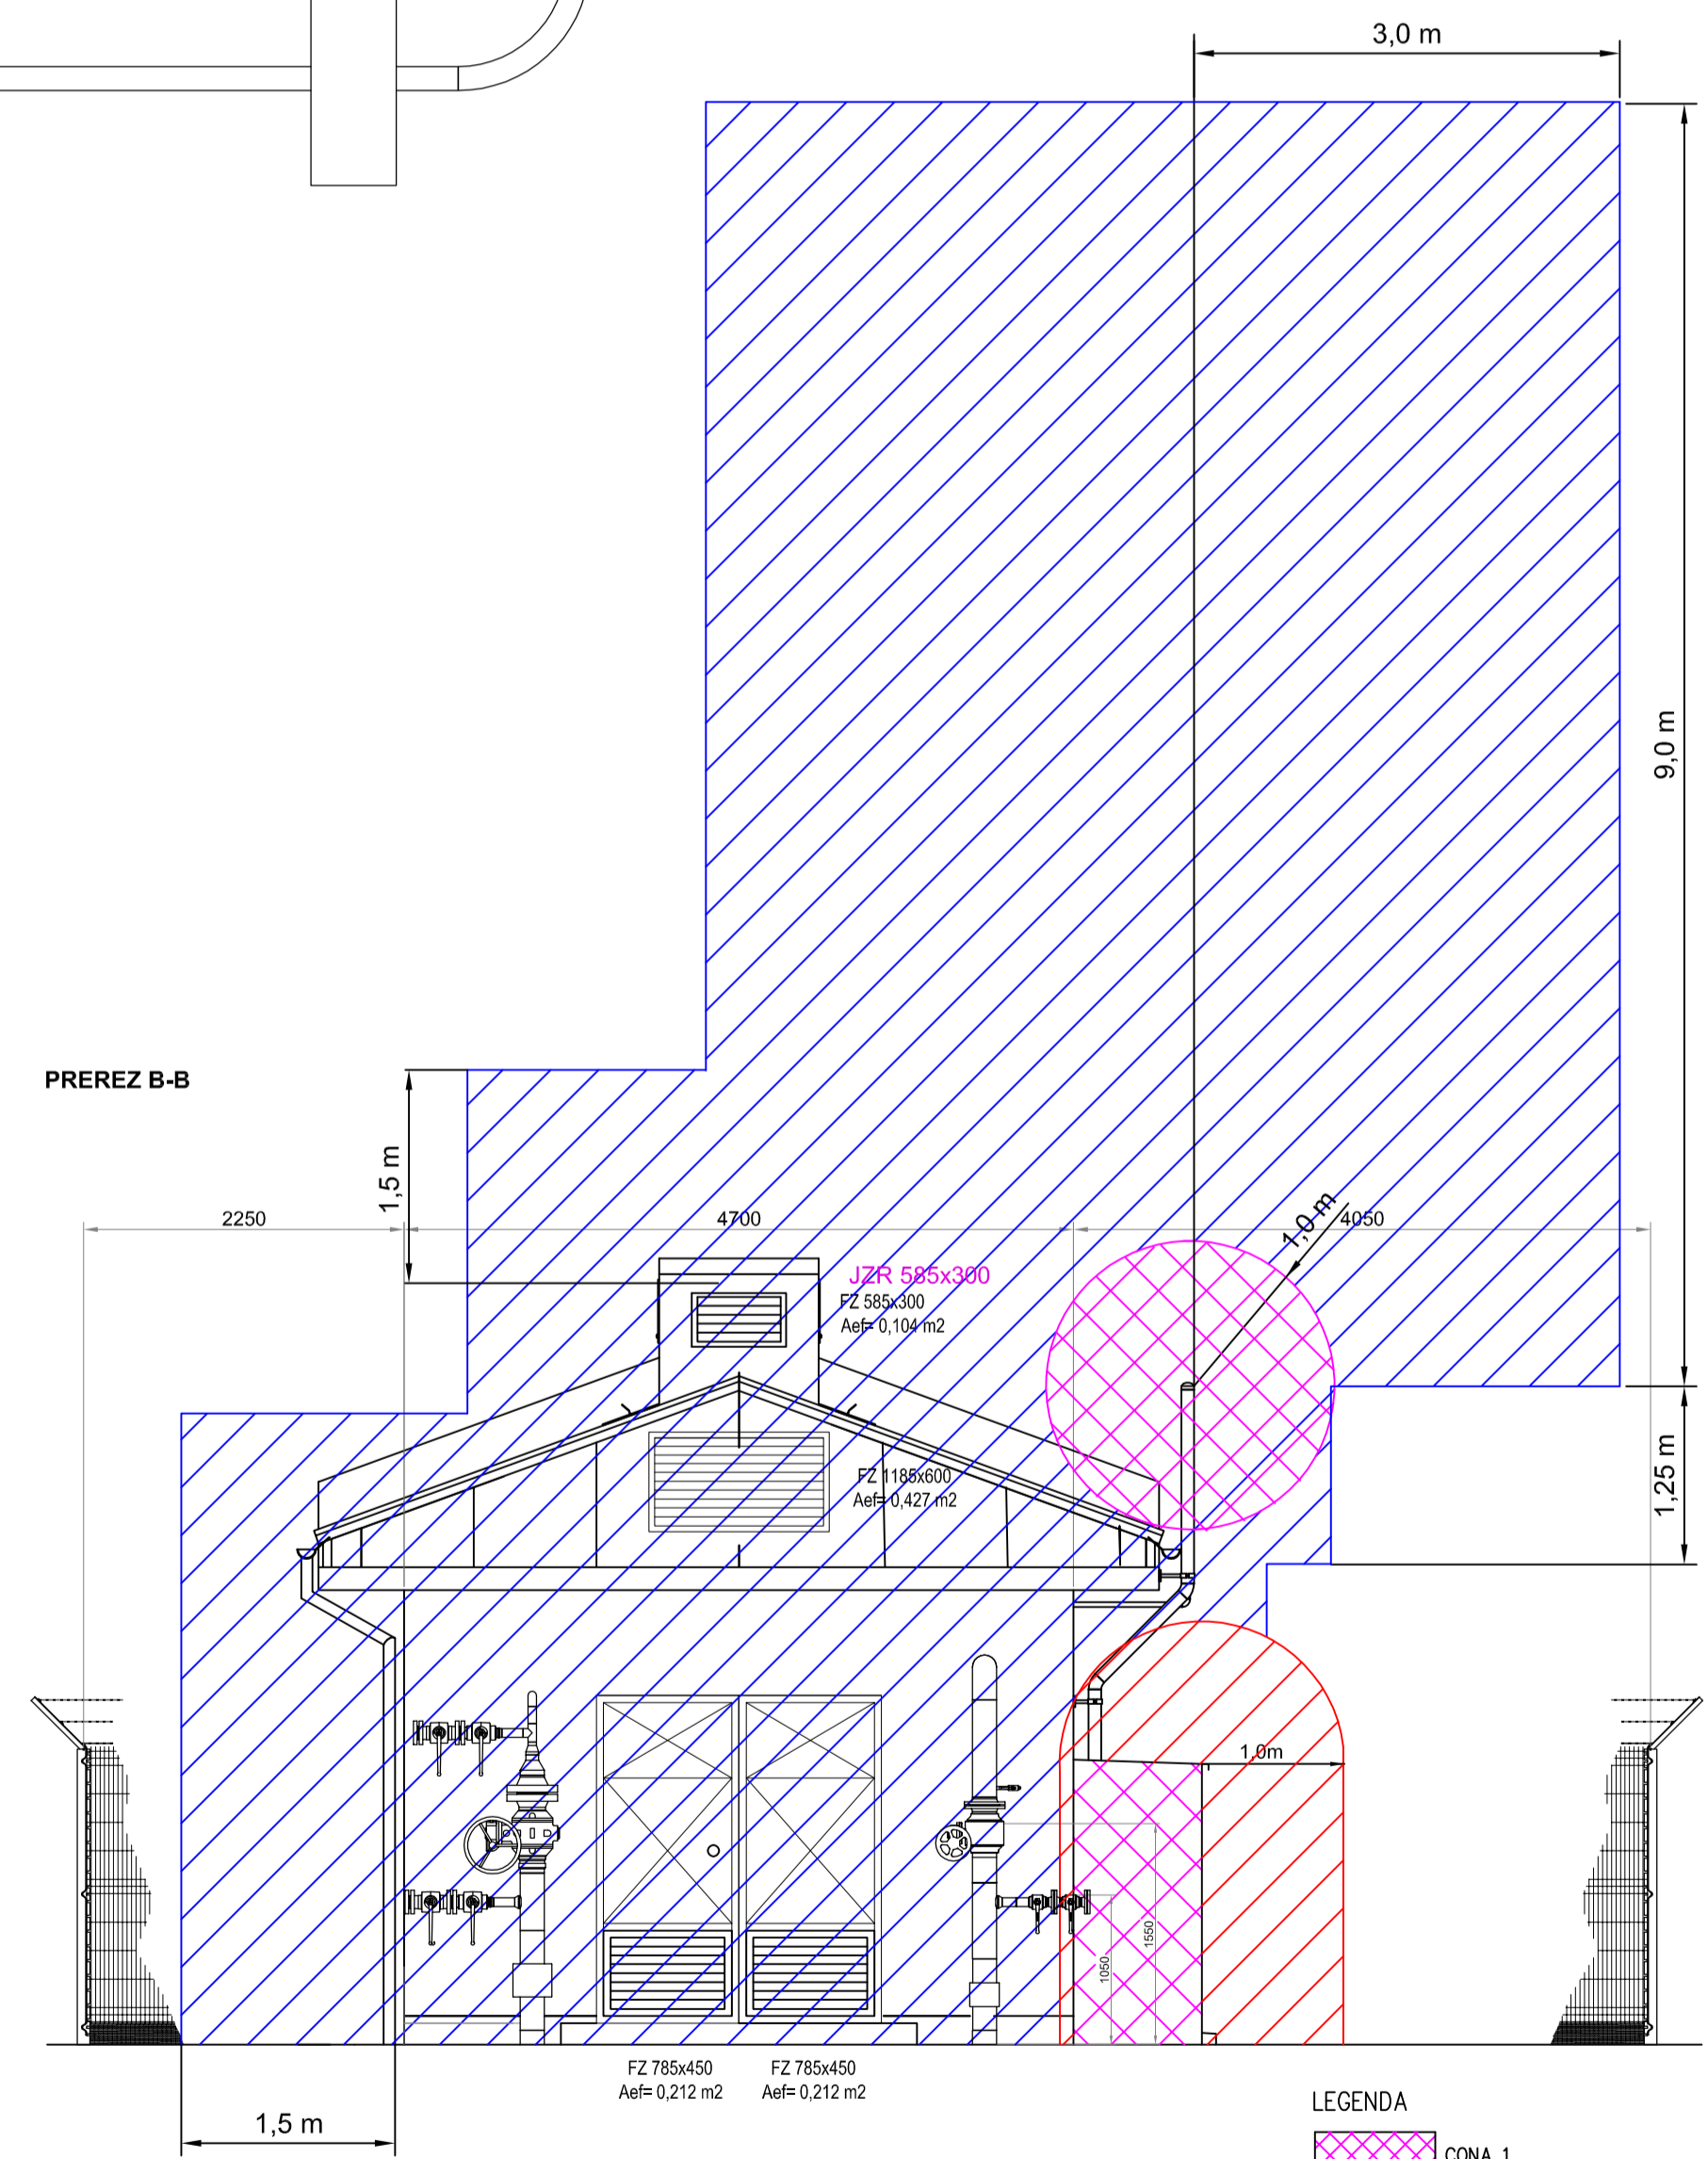 3,0 m
9,0 m
PREREZ B-B
1,5 m
2250
4700
4050
1,0 m
JZR 585x300
FZ 585x300
Aef= 0,104 m2
FZ 1185x600
Aef= 0,427 m2
1,25 m
1,0m
1550
1050
FZ 785x450
Aef= 0,212 m2
FZ 785x450
Aef= 0,212 m2
1,5 m
LEGENDA
CONA 1